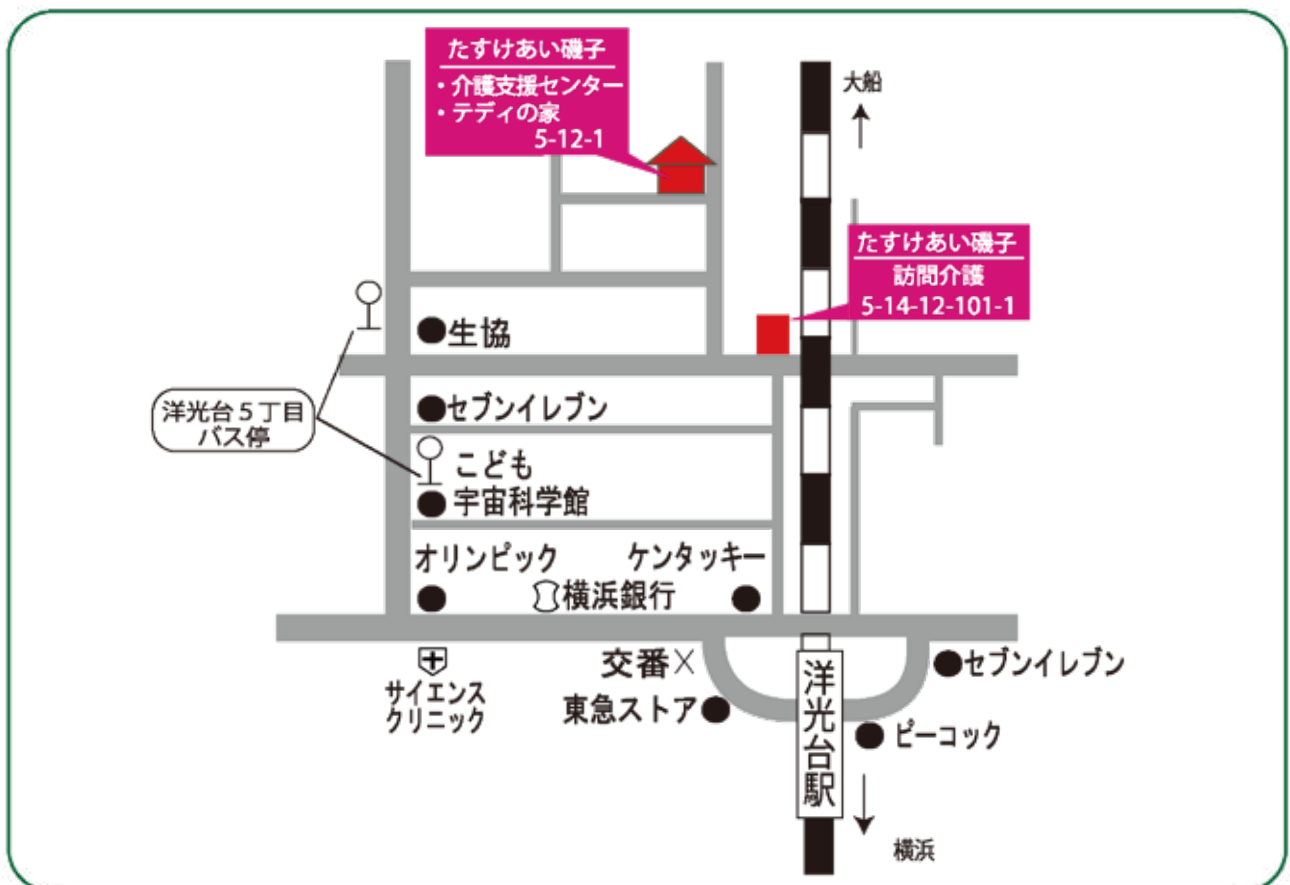 たすけあい磯子
・介護支援センター
・テディの家
5-12-1
大船
たすけあい磯子
訪問介護
5-14-12-101-1
生協
洋光台5丁目
バス停
セブンイレブン
こども
宇宙科学館
オリンピック
ケンタッキー
横浜銀行
交番
サイエンス
クリニック
東急ストア
洋光台駅
セブンイレブン
ピーコック
横浜